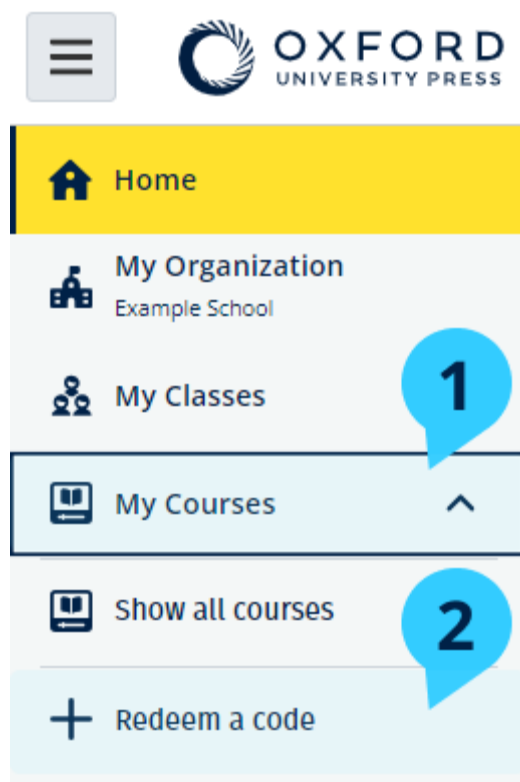 OXFORD
UNIVERSITY PRESS
Home
My Organization
Example School
My Classes
1
My Courses
Show all courses
2
Redeem a code